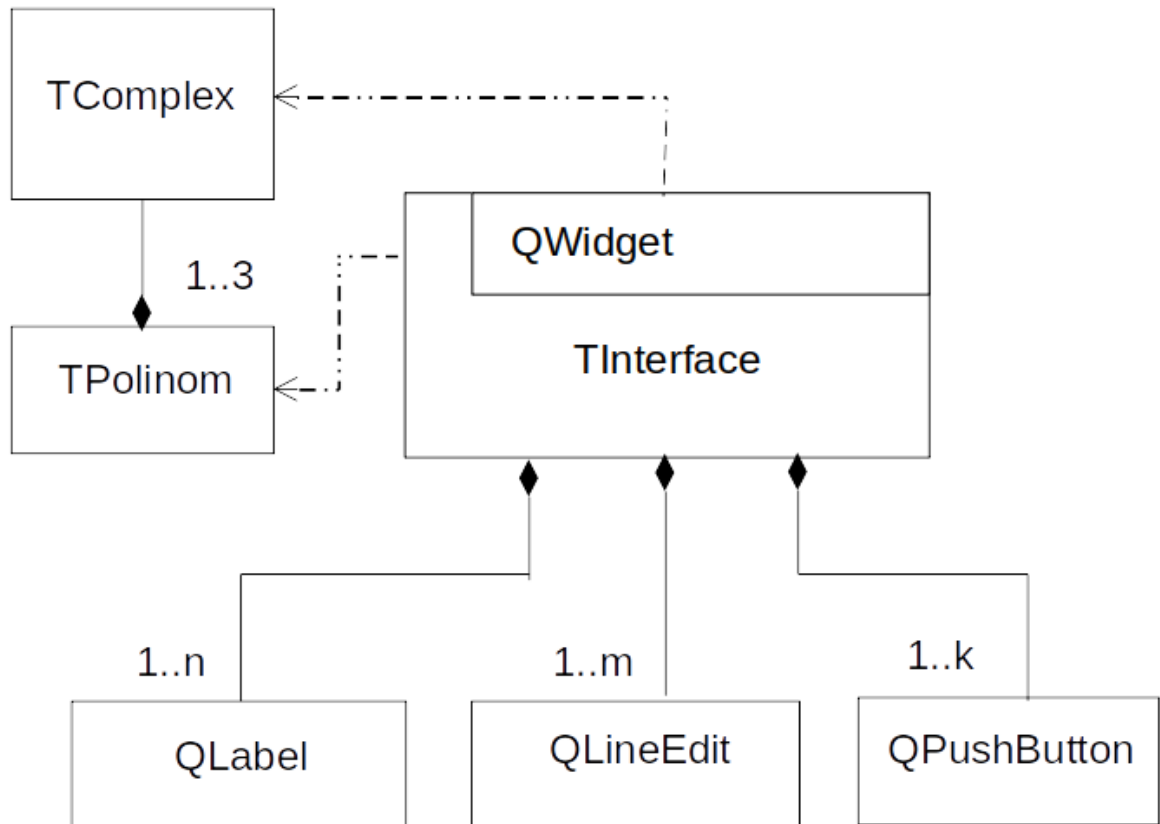 TComplex
QWidget
1..3
TInterface
TPolinom
1..n
1..m
1..k
QLabel
QLineEdit
QPushButton